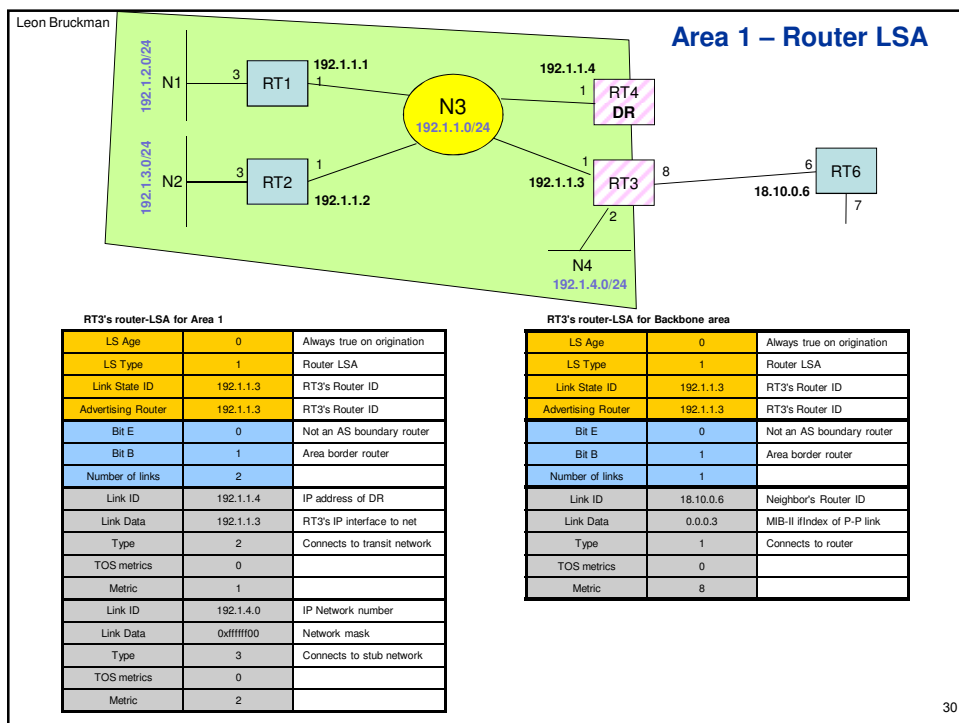 Leon Bruckman
Area 1 – Router LSA
192.1.2.0/24
N1
3
RT1
192.1.1.1
1
N3
192.1.1.0/24
192.1.1.4
1
RT4
DR
192.1.3.0/24
N2
3
RT2
1
192.1.1.2
1
192.1.1.3
RT3
8
2
6
18.10.0.6
RT6
7
N4
192.1.4.0/24
RT3's router-LSA for Area 1
LS Age 0 Always true on origination
LS Type 1 Router LSA
Link State ID 192.1.1.3 RT3's Router ID
Advertising Router 192.1.1.3 RT3's Router ID
Bit E 0 Not an AS boundary router
Bit B 1 Area border router
Number of links 2
Link ID 192.1.1.4 IP address of DR
Link Data 192.1.1.3 RT3's IP interface to net
Type 2 Connects to transit network
TOS metrics 0
Metric 1
Link ID 192.1.4.0 IP Network number
Link Data 0xffffff00 Network mask
Type 3 Connects to stub network
TOS metrics 0
Metric 2
RT3's router-LSA for Backbone area
LS Age 0 Always true on origination
LS Type 1 Router LSA
Link State ID 192.1.1.3 RT3's Router ID
Advertising Router 192.1.1.3 RT3's Router ID
Bit E 0 Not an AS boundary router
Bit B 1 Area border router
Number of links 1
Link ID 18.10.0.6 Neighbor's Router ID
Link Data 0.0.0.3 MIB-II ifIndex of P-P link
Type 1 Connects to router
TOS metrics 0
Metric 8
30